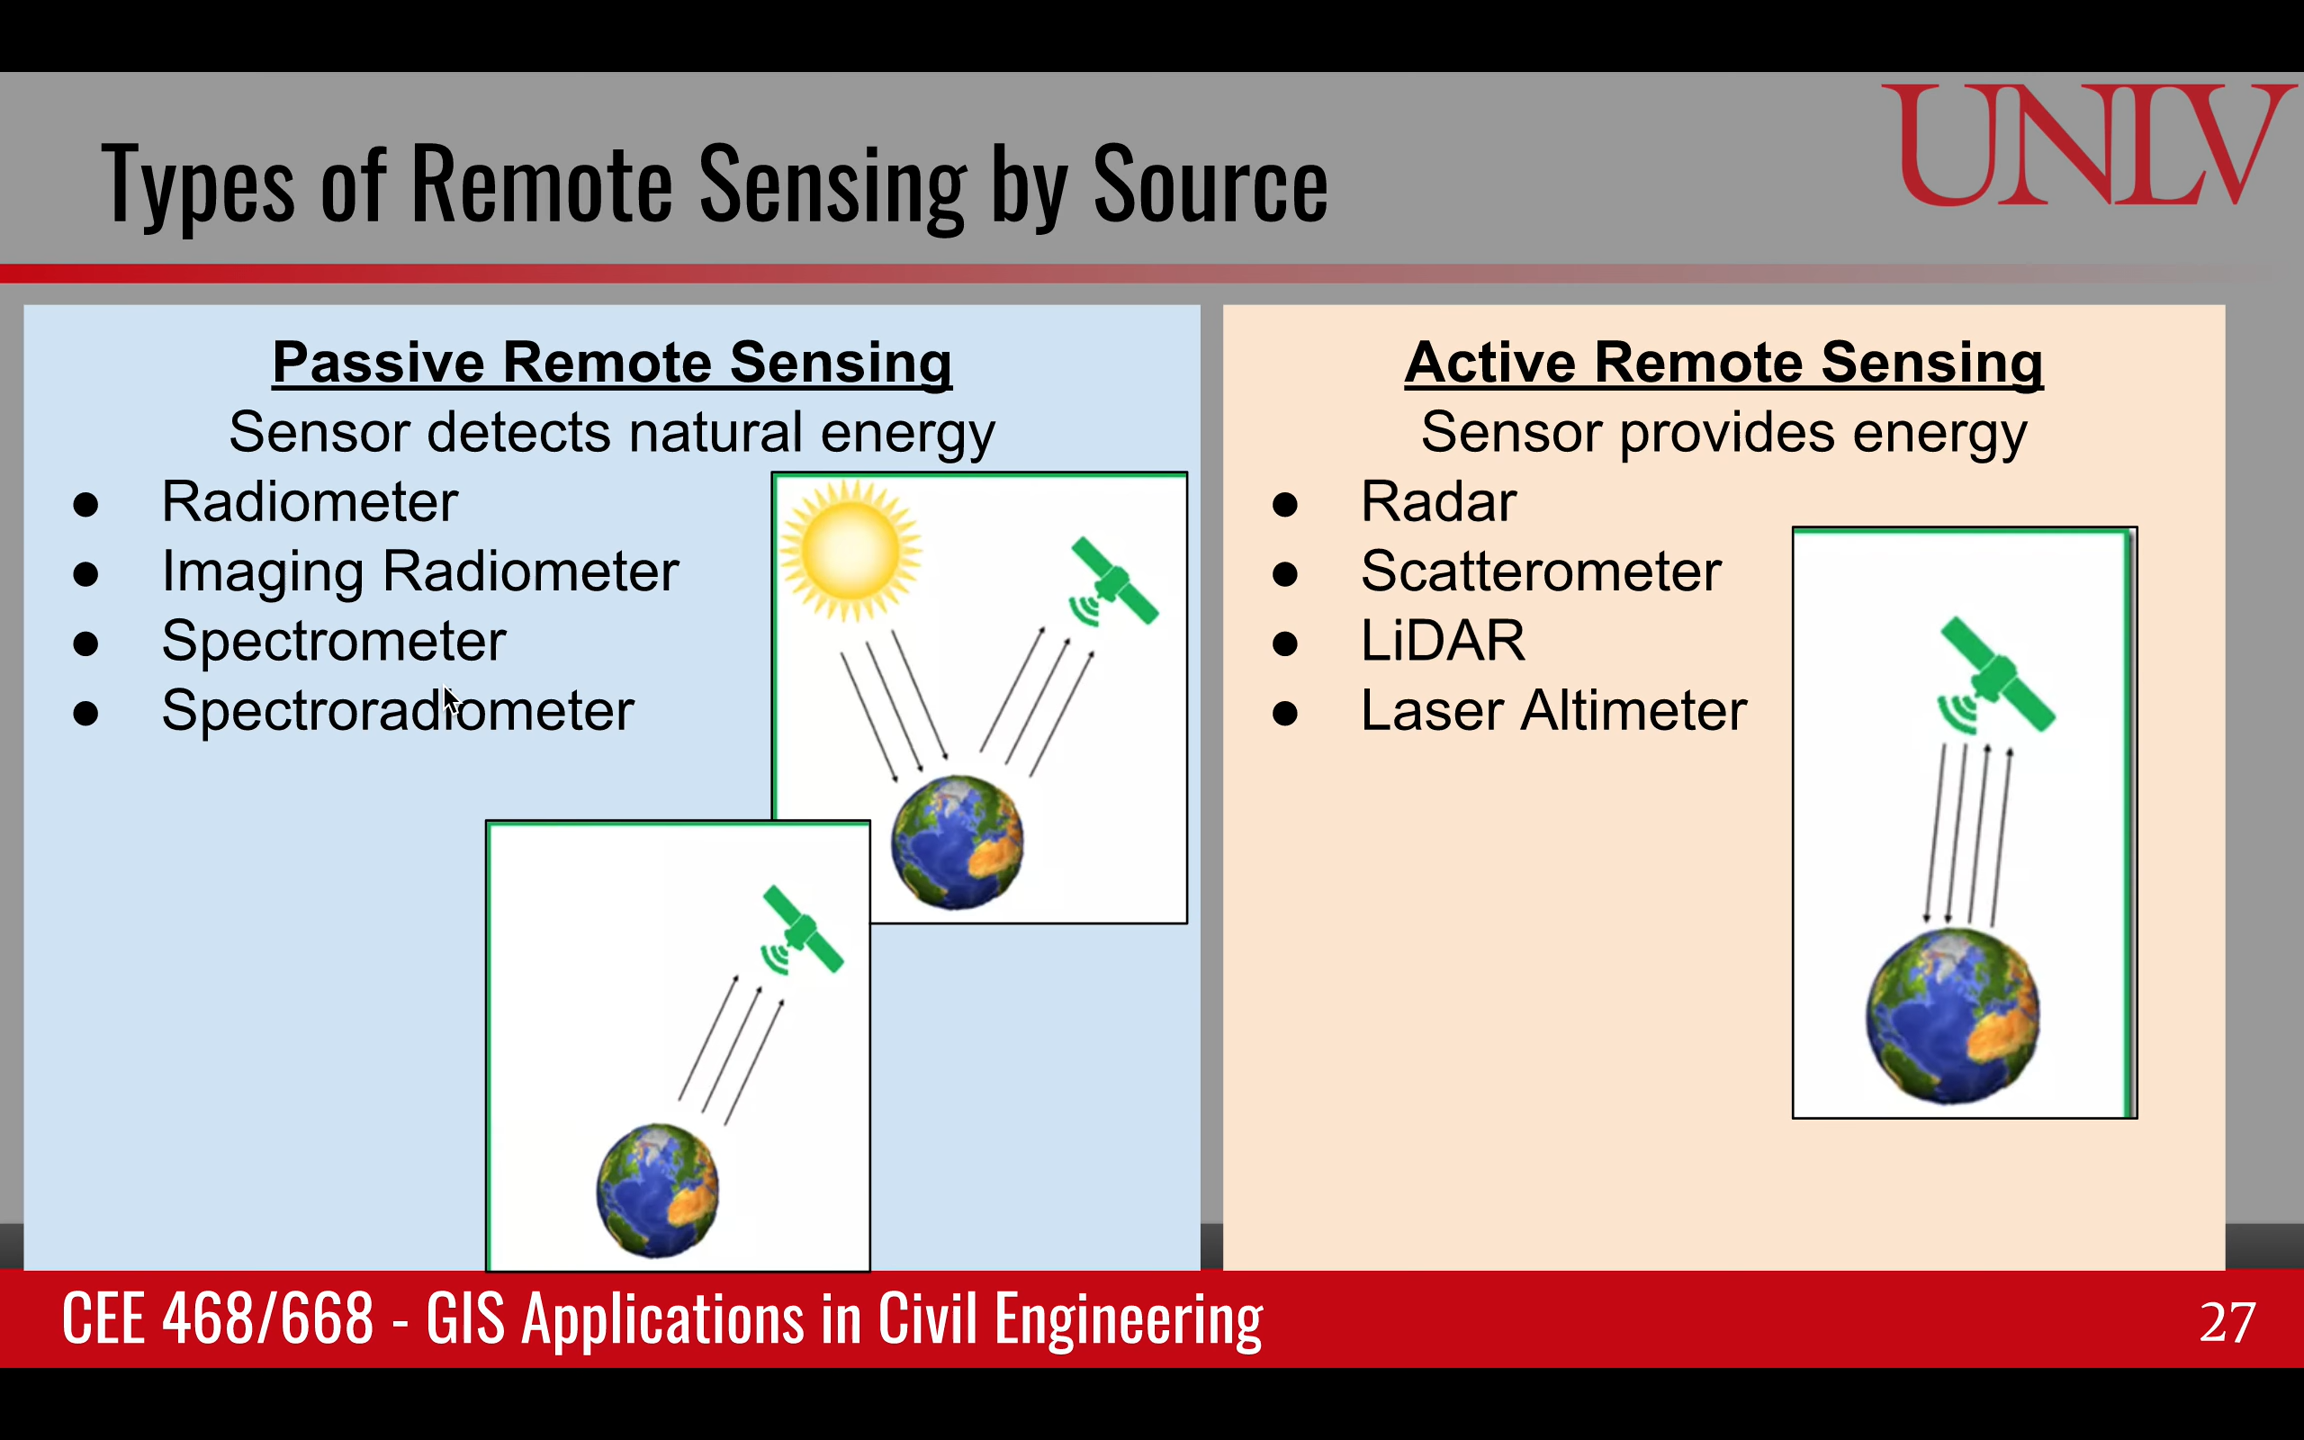 UNLV
Types of Remote Sensing by Source
Passive Remote Sensing
Sensor detects natural energy
● Radiometer
● Imaging Radiometer
● Spectrometer
● Spectroradiometer
Active Remote Sensing
Sensor provides energy
● Radar
● Scatterometer
● LiDAR
● Laser Altimeter
CEE 468/668 - GIS Applications in Civil Engineering
27